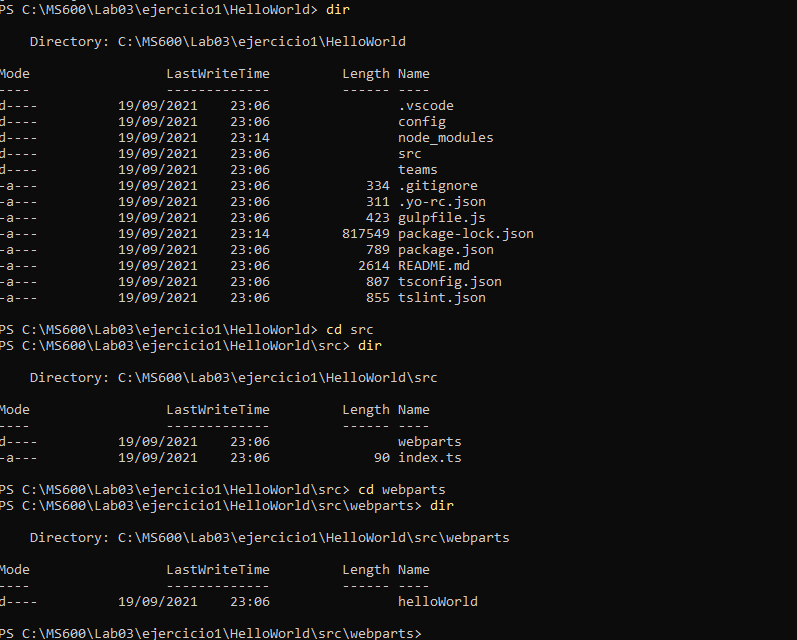 PS C:\MS600\Lab03\ejercicio1\HelloWorld> dir
Directory: C:\MS600\Lab03\ejercicio1\HelloWorld
Mode LastWriteTime Length Name
---- ------------- ------ ----
d---- 19/09/2021 23:06 .vscode
d---- 19/09/2021 23:06 config
d---- 19/09/2021 23:14 node_modules
d---- 19/09/2021 23:06 src
d---- 19/09/2021 23:06 teams
-a--- 19/09/2021 23:06 334 .gitignore
-a--- 19/09/2021 23:06 311 .yo-rc.json
-a--- 19/09/2021 23:06 423 gulpfile.js
-a--- 19/09/2021 23:14 817549 package-lock.json
-a--- 19/09/2021 23:06 789 package.json
-a--- 19/09/2021 23:06 2614 README.md
-a--- 19/09/2021 23:06 807 tsconfig.json
-a--- 19/09/2021 23:06 855 tslint.json
PS C:\MS600\Lab03\ejercicio1\HelloWorld> cd src
PS C:\MS600\Lab03\ejercicio1\HelloWorld\src> dir
Directory: C:\MS600\Lab03\ejercicio1\HelloWorld\src
Mode LastWriteTime Length Name
---- ------------- ------ ----
d---- 19/09/2021 23:06 webparts
-a--- 19/09/2021 23:06 90 index.ts
PS C:\MS600\Lab03\ejercicio1\HelloWorld\src> cd webparts
PS C:\MS600\Lab03\ejercicio1\HelloWorld\src\webparts> dir
Directory: C:\MS600\Lab03\ejercicio1\HelloWorld\src\webparts
Mode LastWriteTime Length Name
---- ------------- ------ ----
d---- 19/09/2021 23:06 helloWorld
PS C:\MS600\Lab03\ejercicio1\HelloWorld\src\webparts>